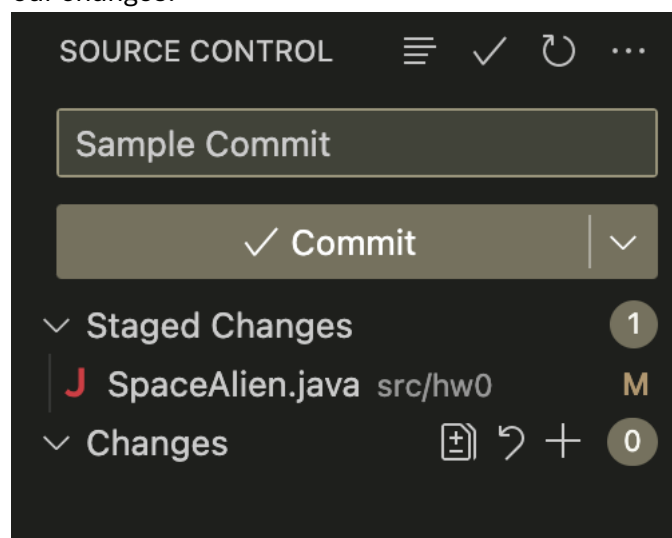 SOURCE CONTROL
Sample Commit
Commit
Staged Changes 1
J SpaceAlien.java src/hw0 M
Changes 0